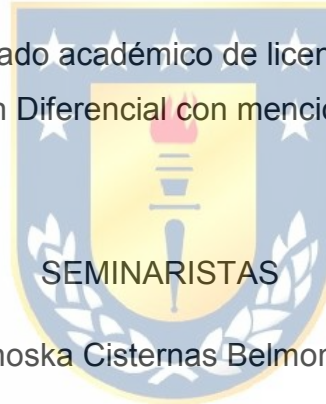 ado académico de licen
n Diferencial con menció
SEMINARISTAS
noska Cisternas Belmon